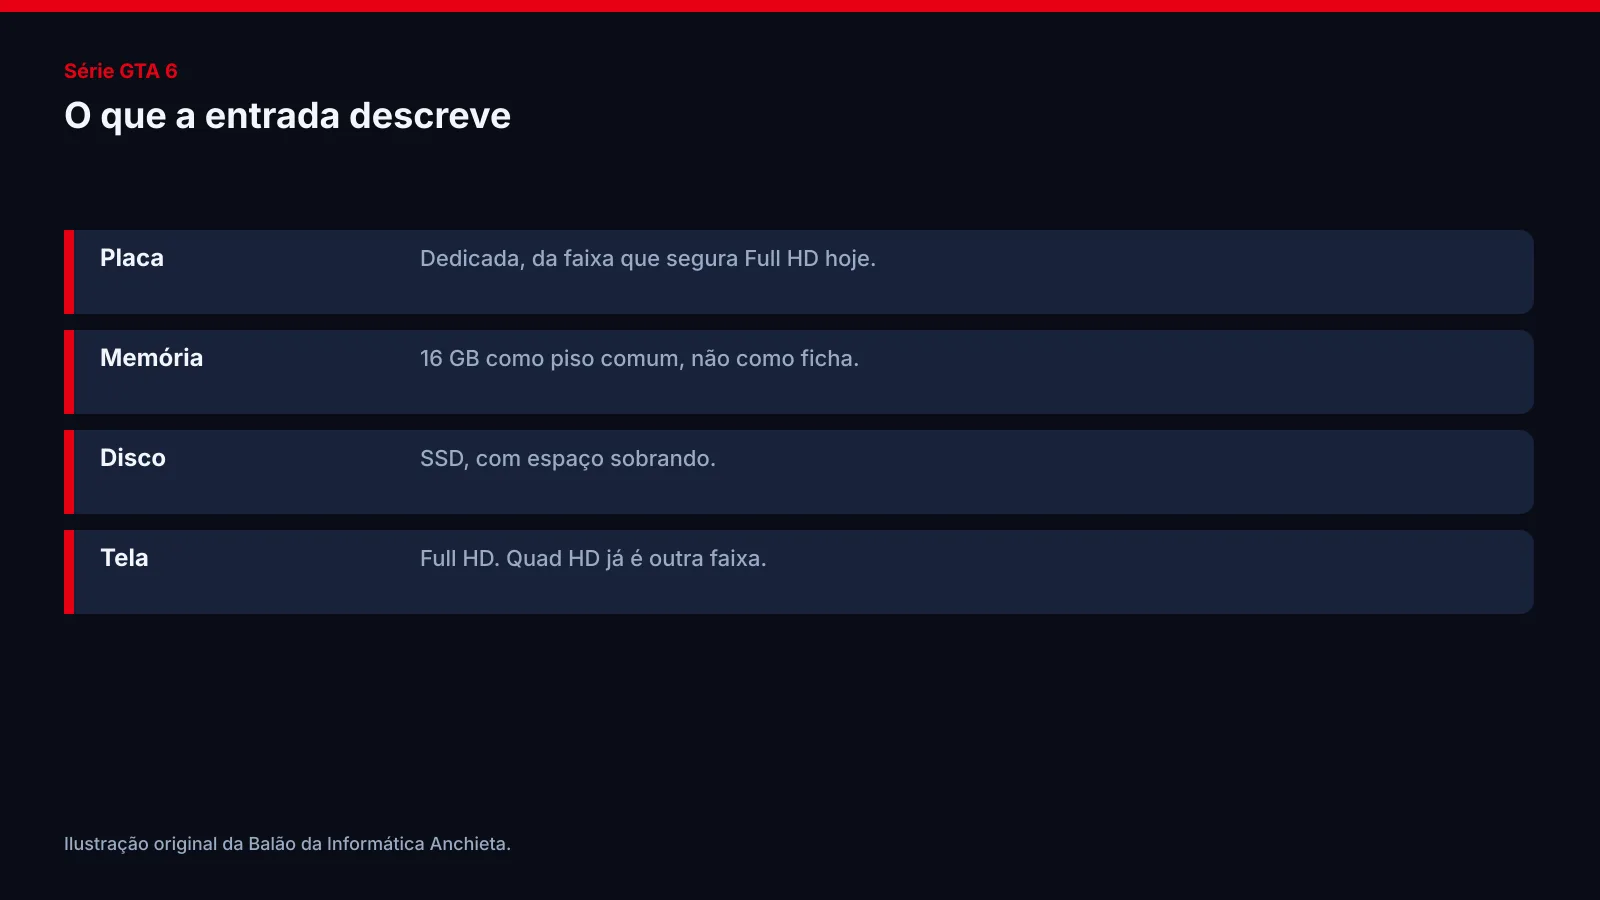 Série GTA 6
O que a entrada descreve
Placa
Dedicada, da faixa que segura Full HD hoje.
Memória
16 GB como piso comum, não como ficha.
Disco
SSD, com espaço sobrando.
Tela
Full HD. Quad HD já é outra faixa.
Ilustração original da Balão da Informática Anchieta.